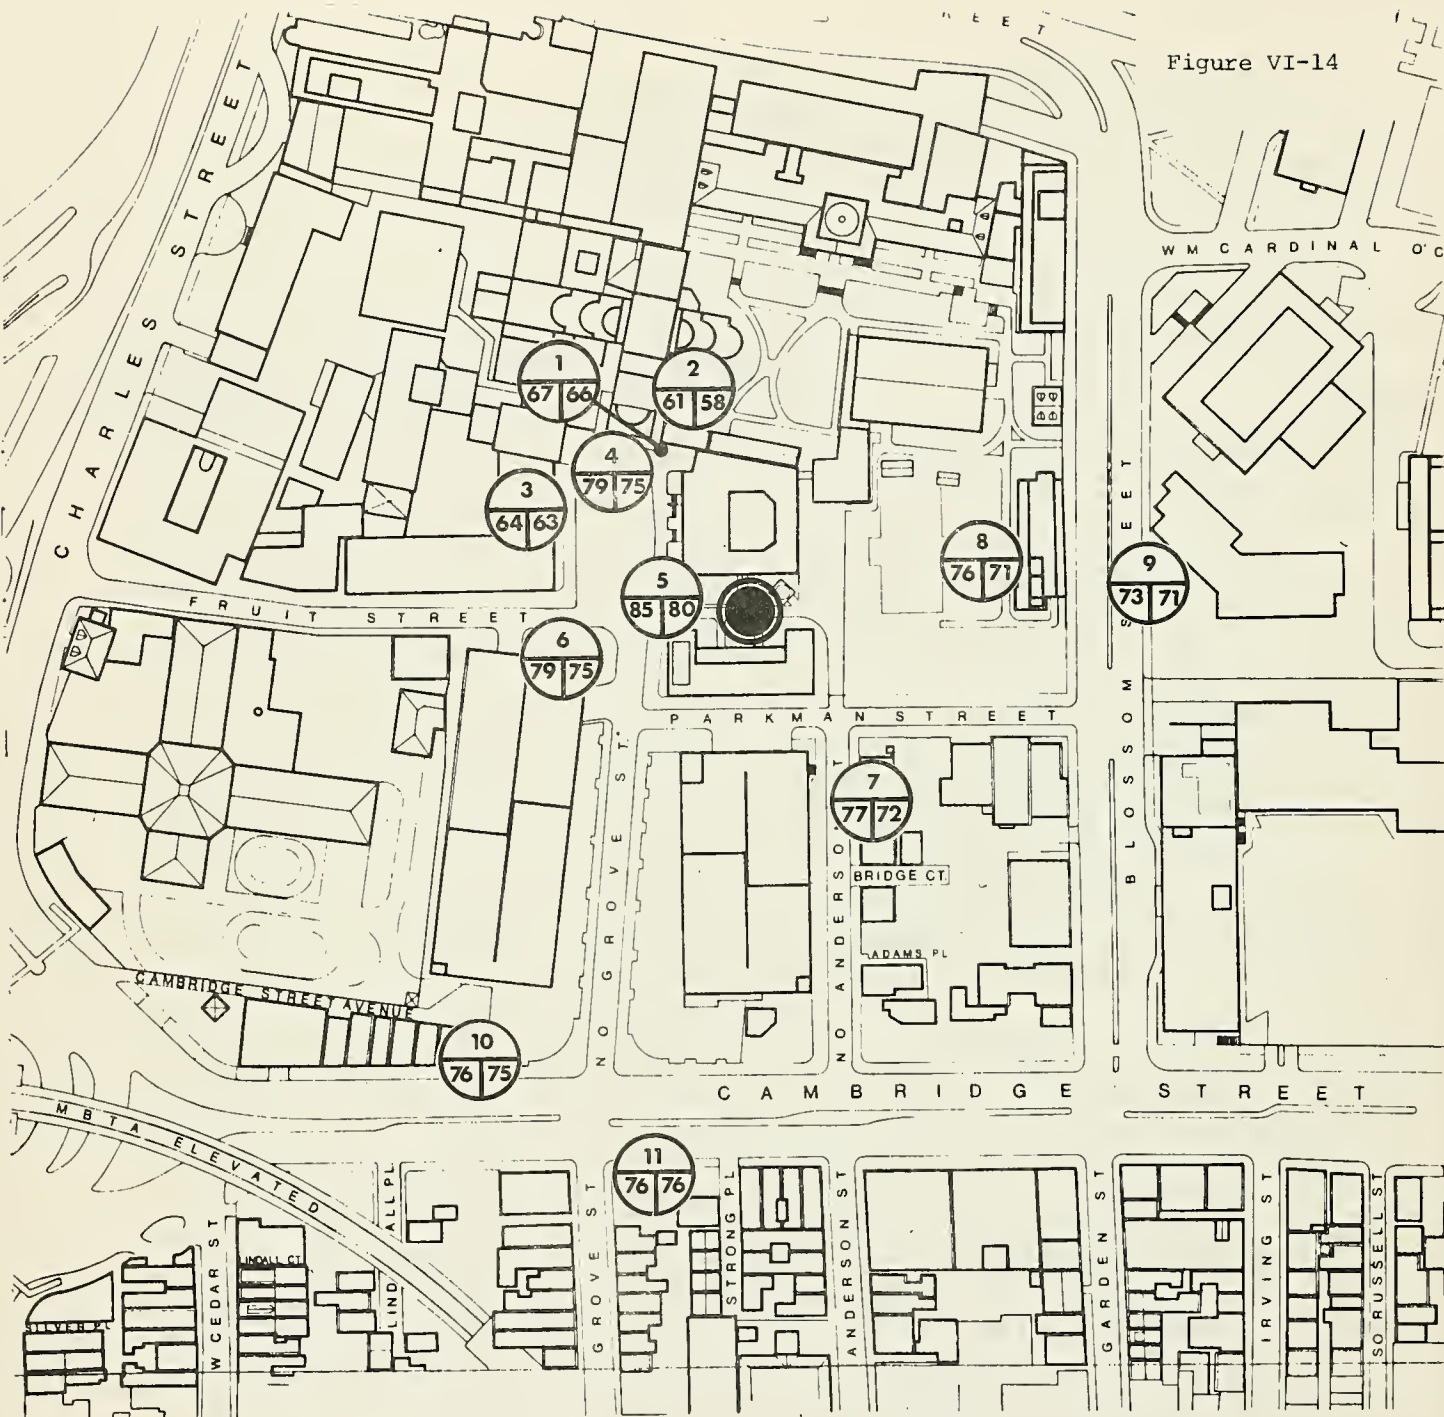 REET
Figure VI-14
CHARLES STREET
WM CARDINAL O'C
1
67 66
2
61 58
4
79 75
3
64 63
8
76 71
9
73 71
5
85 80
FRUIT STREET
6
79 75
PARKMAN STREET
BLOSSOM STREET
7
77 72
NO GROVE ST.
NO ANDERSO
BRIDGE CT.
ADAMS PL
CAMBRIDGE STREET AVENUE
10
76 75
CAMBRIDGE STREET
MBTA ELEVATED
11
76 76
W CEDAR ST
LINDALL CT
LINDALL PL
GROVE ST
STRONG PL
ANDERSON ST
GARDEN ST
IRVING ST
SO RUSSELL ST
SILVER PL